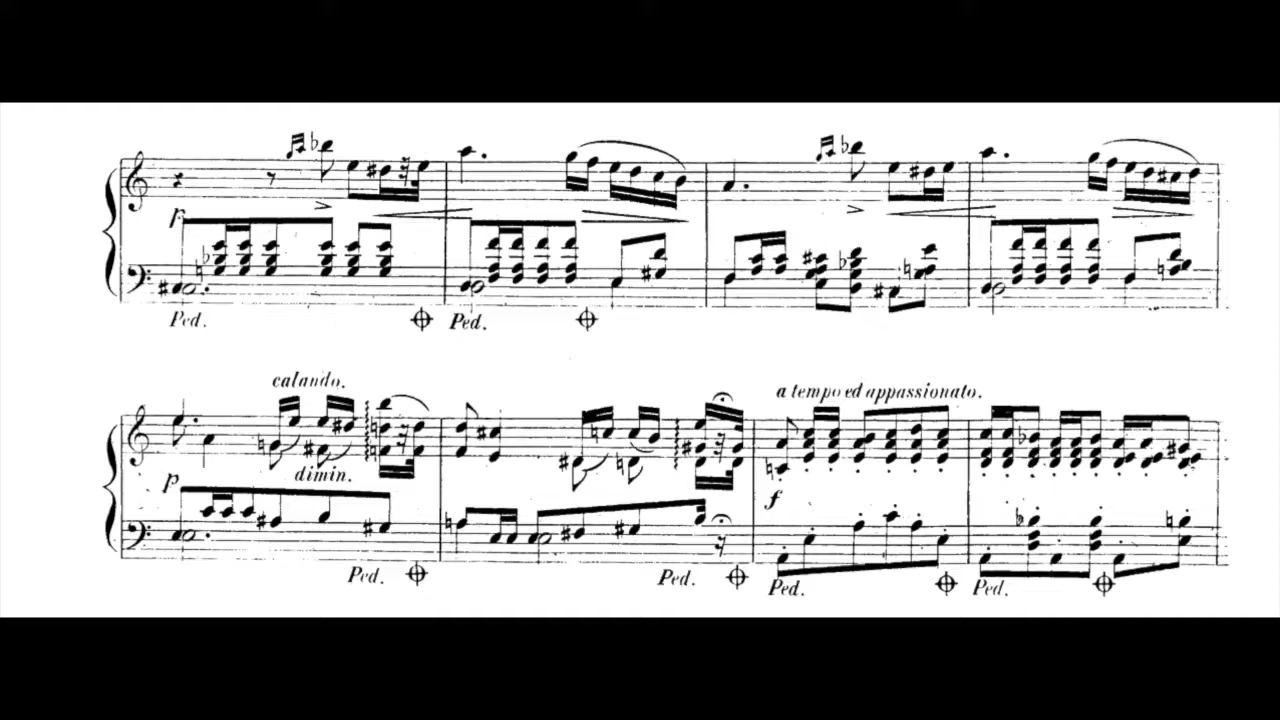 p
Ped. Ped.
calando.
p dimin.
Ped. Ped.
a tempo ed appassionato.
f
Ped. Ped.